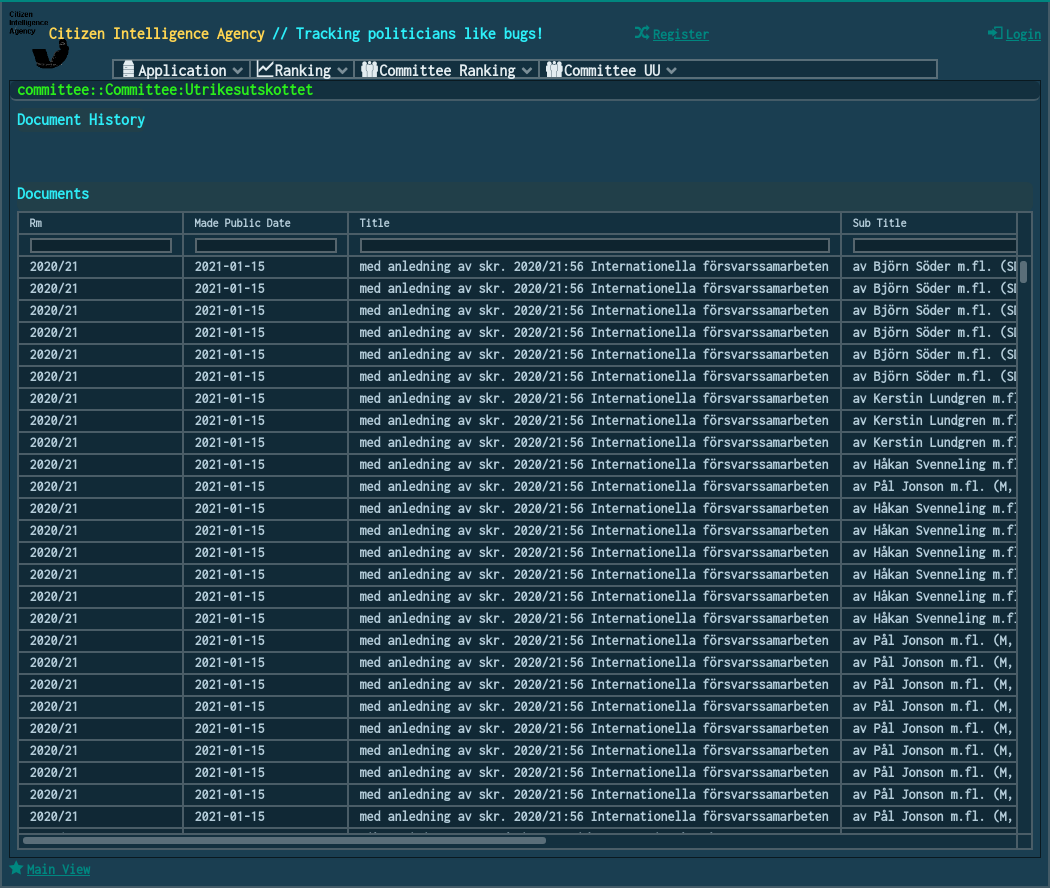 Citizen
Intelligence
Agency
Citizen Intelligence Agency // Tracking politicians like bugs!
Register
Login
Application Ranking Committee Ranking Committee UU
committee::Committee:Utrikesutskottet
Document History
Documents
Rm Made Public Date Title Sub Title
2020/21 2021-01-15 med anledning av skr. 2020/21:56 Internationella försvarssamarbeten av Björn Söder m.fl. (SD
2020/21 2021-01-15 med anledning av skr. 2020/21:56 Internationella försvarssamarbeten av Björn Söder m.fl. (SD
2020/21 2021-01-15 med anledning av skr. 2020/21:56 Internationella försvarssamarbeten av Björn Söder m.fl. (SD
2020/21 2021-01-15 med anledning av skr. 2020/21:56 Internationella försvarssamarbeten av Björn Söder m.fl. (SD
2020/21 2021-01-15 med anledning av skr. 2020/21:56 Internationella försvarssamarbeten av Björn Söder m.fl. (SD
2020/21 2021-01-15 med anledning av skr. 2020/21:56 Internationella försvarssamarbeten av Björn Söder m.fl. (SD
2020/21 2021-01-15 med anledning av skr. 2020/21:56 Internationella försvarssamarbeten av Kerstin Lundgren m.fl
2020/21 2021-01-15 med anledning av skr. 2020/21:56 Internationella försvarssamarbeten av Kerstin Lundgren m.fl
2020/21 2021-01-15 med anledning av skr. 2020/21:56 Internationella försvarssamarbeten av Kerstin Lundgren m.fl
2020/21 2021-01-15 med anledning av skr. 2020/21:56 Internationella försvarssamarbeten av Håkan Svenneling m.fl
2020/21 2021-01-15 med anledning av skr. 2020/21:56 Internationella försvarssamarbeten av Pål Jonson m.fl. (M,
2020/21 2021-01-15 med anledning av skr. 2020/21:56 Internationella försvarssamarbeten av Håkan Svenneling m.fl
2020/21 2021-01-15 med anledning av skr. 2020/21:56 Internationella försvarssamarbeten av Håkan Svenneling m.fl
2020/21 2021-01-15 med anledning av skr. 2020/21:56 Internationella försvarssamarbeten av Håkan Svenneling m.fl
2020/21 2021-01-15 med anledning av skr. 2020/21:56 Internationella försvarssamarbeten av Håkan Svenneling m.fl
2020/21 2021-01-15 med anledning av skr. 2020/21:56 Internationella försvarssamarbeten av Håkan Svenneling m.fl
2020/21 2021-01-15 med anledning av skr. 2020/21:56 Internationella försvarssamarbeten av Håkan Svenneling m.fl
2020/21 2021-01-15 med anledning av skr. 2020/21:56 Internationella försvarssamarbeten av Pål Jonson m.fl. (M,
2020/21 2021-01-15 med anledning av skr. 2020/21:56 Internationella försvarssamarbeten av Pål Jonson m.fl. (M,
2020/21 2021-01-15 med anledning av skr. 2020/21:56 Internationella försvarssamarbeten av Pål Jonson m.fl. (M,
2020/21 2021-01-15 med anledning av skr. 2020/21:56 Internationella försvarssamarbeten av Pål Jonson m.fl. (M,
2020/21 2021-01-15 med anledning av skr. 2020/21:56 Internationella försvarssamarbeten av Pål Jonson m.fl. (M,
2020/21 2021-01-15 med anledning av skr. 2020/21:56 Internationella försvarssamarbeten av Pål Jonson m.fl. (M,
2020/21 2021-01-15 med anledning av skr. 2020/21:56 Internationella försvarssamarbeten av Pål Jonson m.fl. (M,
2020/21 2021-01-15 med anledning av skr. 2020/21:56 Internationella försvarssamarbeten av Pål Jonson m.fl. (M,
2020/21 2021-01-15 med anledning av skr. 2020/21:56 Internationella försvarssamarbeten av Pål Jonson m.fl. (M,
Main View